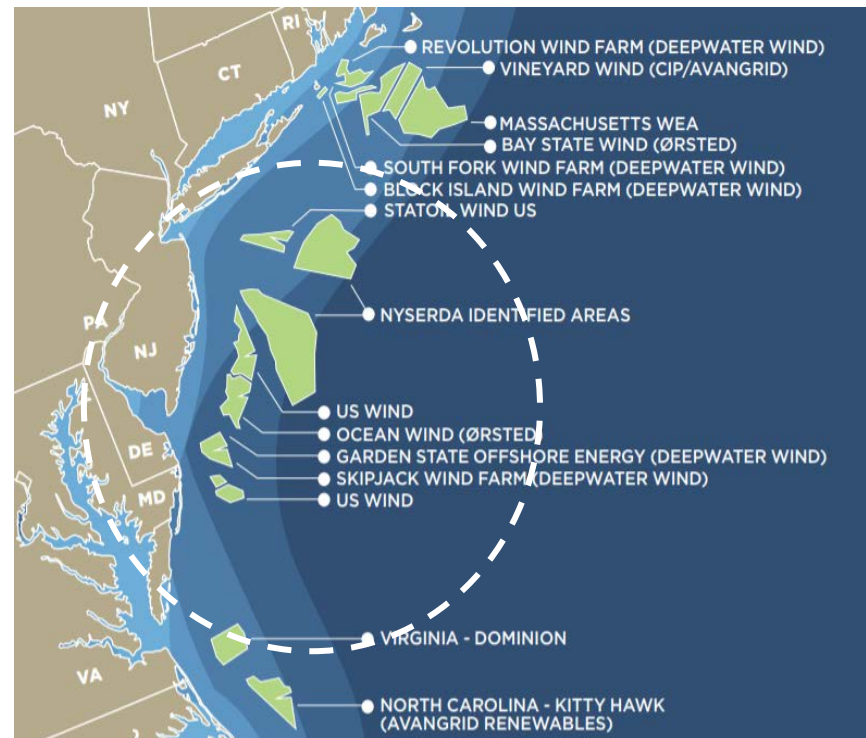 RI
CT
NY
REVOLUTION WIND FARM (DEEPWATER WIND)
VINEYARD WIND (CIP/AVANGRID)
MASSACHUSETTS WEA
BAY STATE WIND (ØRSTED)
SOUTH FORK WIND FARM (DEEPWATER WIND)
BLOCK ISLAND WIND FARM (DEEPWATER WIND)
STATOIL WIND US
NYSERDA IDENTIFIED AREAS
PA
NJ
US WIND
OCEAN WIND (ØRSTED)
GARDEN STATE OFFSHORE ENERGY (DEEPWATER WIND)
SKIPJACK WIND FARM (DEEPWATER WIND)
US WIND
DE
MD
VIRGINIA - DOMINION
VA
NORTH CAROLINA - KITTY HAWK
(AVANGRID RENEWABLES)